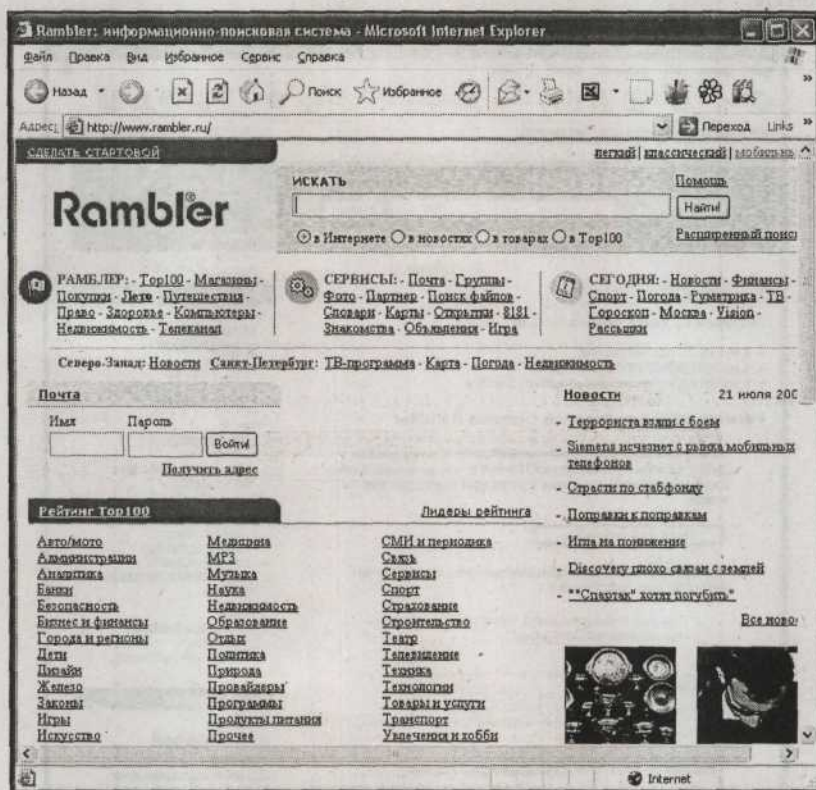 Rambler: информационно-поисковая система - Microsoft Internet Explorer
Файл Правка Вид Избранное Сервис Справка
Назад Поиск Избранное
Адрес: http://www.rambler.ru/ Переход Links
СДЕЛАТЬ СТАРТОВОЙ
легкий | классический | мобильн
Rambler
ИСКАТЬ
Помощь
Найти!
в Интернете в новостях в товарах в Top100
Расширенный поис
РАМБЛЕР: - Top100 - Магазины -
Покупки - Лето - Путешествия -
Право - Здоровье - Компьютеры -
Недвижимость - Телеканал
СЕРВИСЫ: - Почта - Группы -
Фото - Партнер - Поиск файлов -
Словари - Карты - Открытки - 8181 -
Знакомства - Объявления - Игра
СЕГОДНЯ: - Новости - Финансы -
Спорт - Погода - Руметрика - ТВ -
Гороскоп - Москва - Vision -
Рассылки
Северо-Запад: Новости Санкт-Петербург: ТВ-программа - Карта - Погода - Недвижимость
Почта
Имя Пароль
Войти!
Получить адрес
Новости 21 июля 200
- Террориста взяли с боем
- Siemens исчезнет с рынка мобильных
телефонов
- Страсти по стабфонду
- Поправки к поправкам
- Игла на понижение
- Discovery плохо связан с землей
- ""Спартак" хотят погубить"
Все ново
Рейтинг Top100 Лидеры рейтинга
Авто/мото
Администрации
Аналитика
Банки
Безопасность
Бизнес и финансы
Города и регионы
Дети
Дизайн
Железо
Законы
Игры
Искусство
Медицина
MP3
Музыка
Наука
Недвижимость
Образование
Отдых
Политика
Природа
Провайдеры
Программы
Продукты питания
Прочее
СМИ и периодика
Связь
Сервисы
Спорт
Страхование
Строительство
Театр
Телевидение
Техника
Технологии
Товары и услуги
Транспорт
Увлечения и хобби
Internet